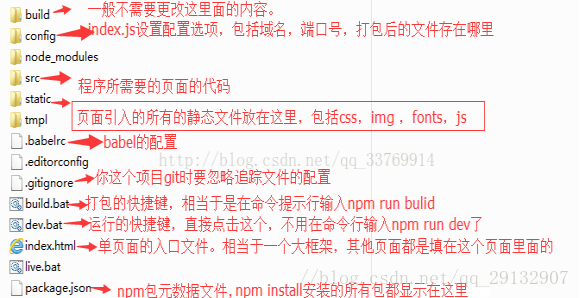 build 一般不需要更改这里面的内容。
config index.js设置配置选项，包括域名，端口号，打包后的文件存在哪里
node_modules
src 程序所需要的页面的代码
static
页面引入的所有的静态文件放在这里，包括css，img ，fonts，js
tmpl
.babelrc babel的配置
.editorconfig
http://blog.csdn.net/qq_33769914
.gitignore 你这个项目git时要忽略追踪文件的配置
build.bat 打包的快捷键，相当于是在命令提示行输入npm run bulid
dev.bat 运行的快捷键，直接点击这个，不用在命令行输入npm run dev了
index.html 单页面的入口文件。相当于一个大框架，其他页面都是填在这个页面里面的
live.bat
https://blog.csdn.net/qq_29132907
package.json npm包元数据文件,npm install安装的所有包都显示在这里